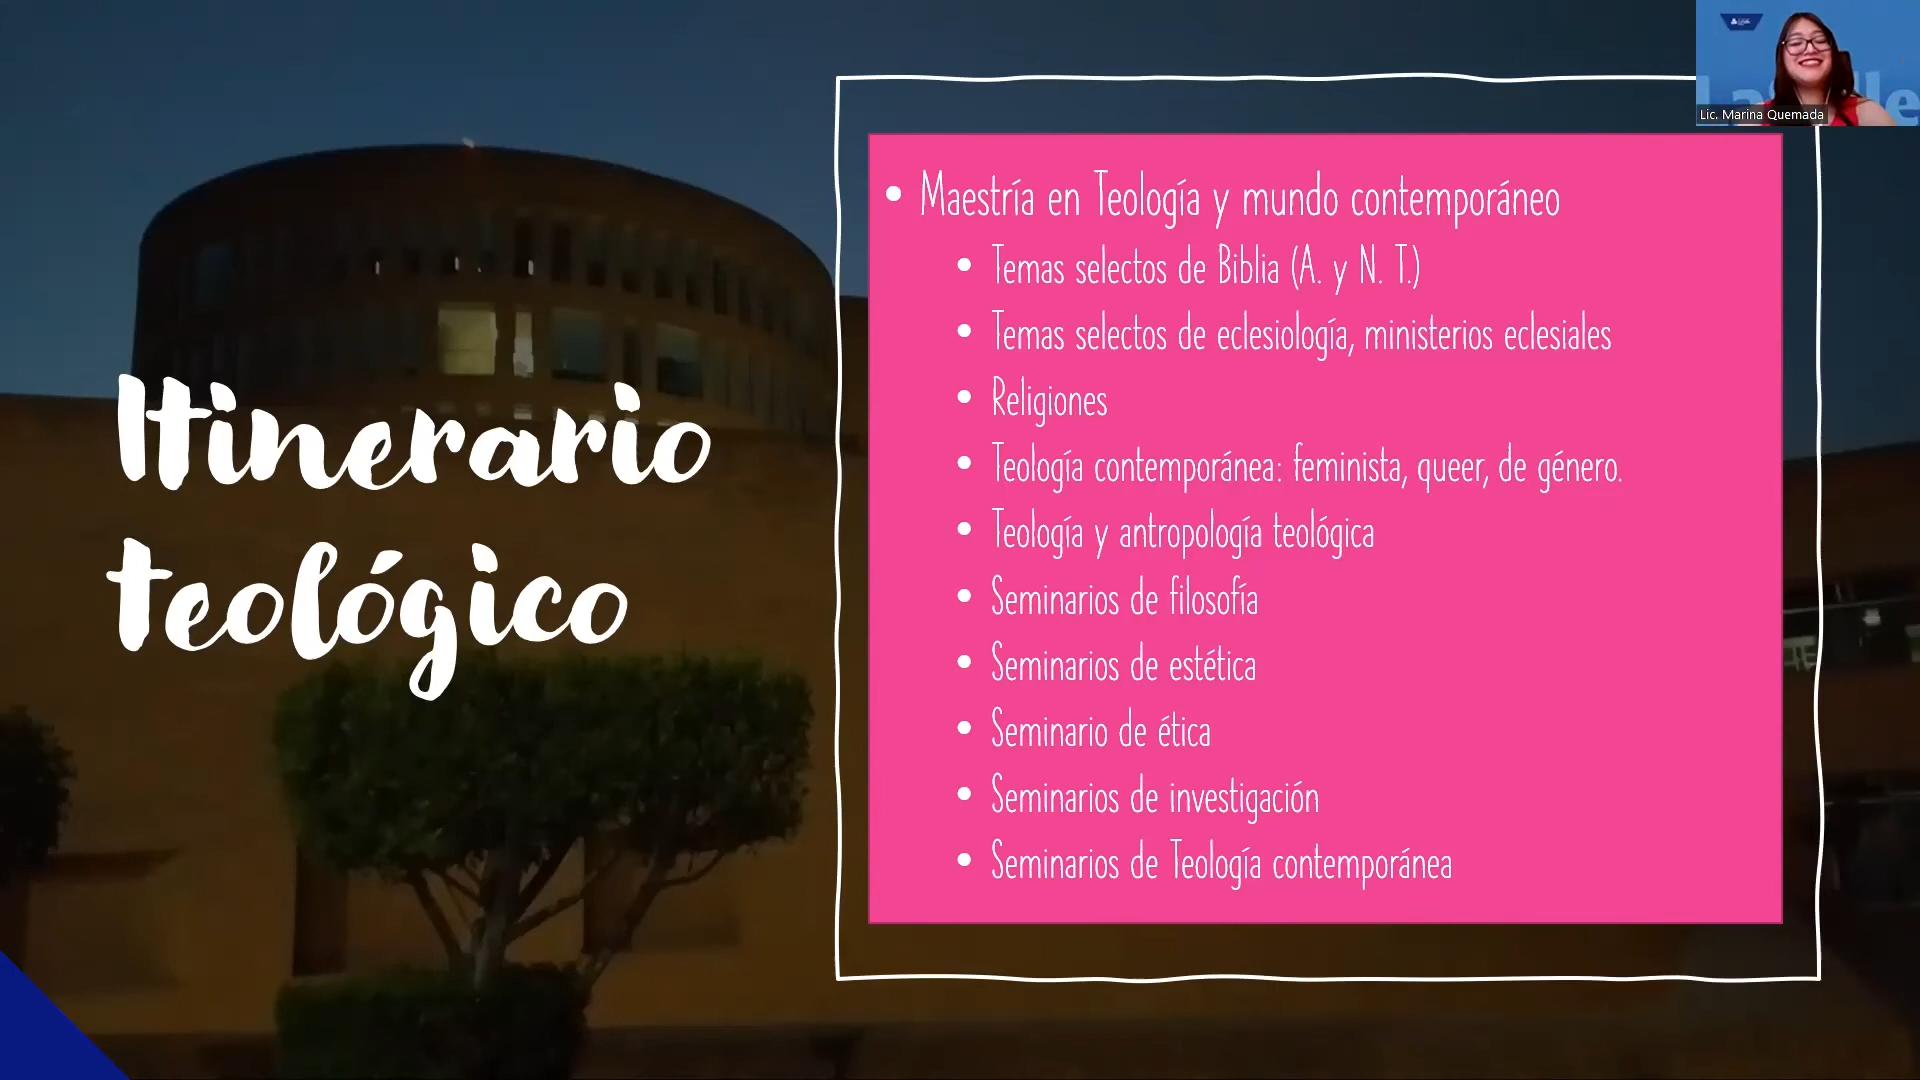 Itinerario
teológico
• Maestría en Teología y mundo contemporáneo
• Temas selectos de Biblia (A. y N. T.)
• Temas selectos de eclesiología, ministerios eclesiales
• Religiones
• Teología contemporánea: feminista, queer, de género.
• Teología y antropología teológica
• Seminarios de filosofía
• Seminarios de estética
• Seminario de ética
• Seminarios de investigación
• Seminarios de Teología contemporánea
Lic. Marina Quemada